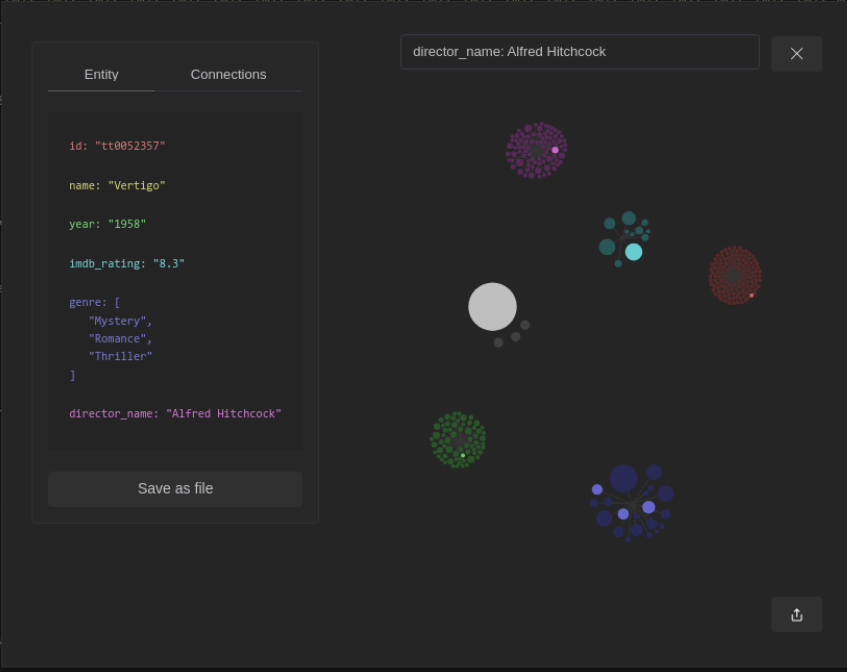 director_name: Alfred Hitchcock
Entity
Connections
id: "tt0052357"
name: "Vertigo"
year: "1958"
imdb_rating: "8.3"
genre: [
"Mystery",
"Romance",
"Thriller"
]
director_name: "Alfred Hitchcock"
Save as file